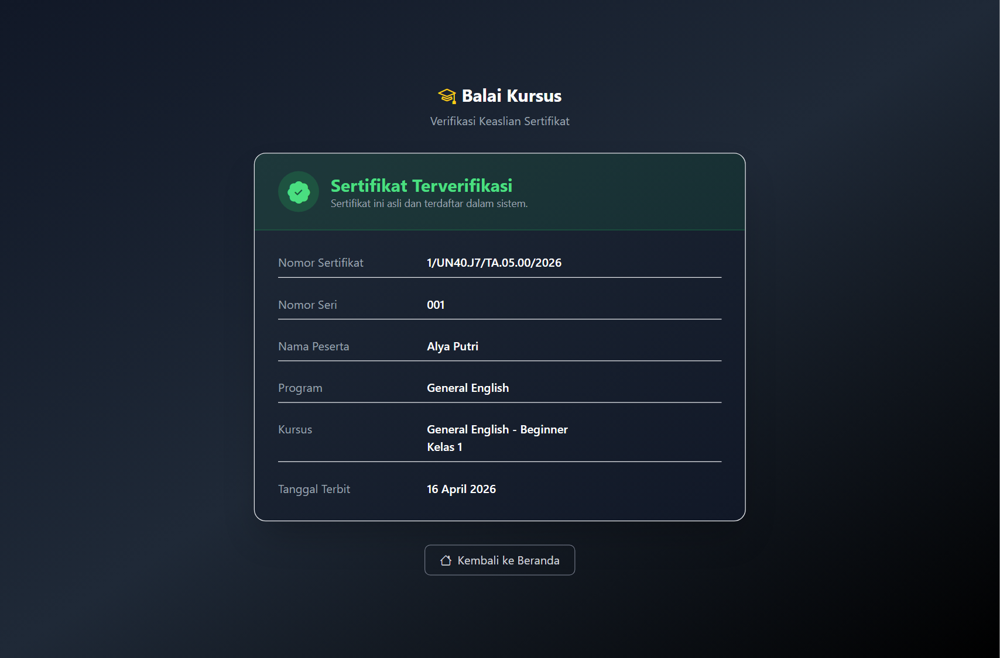 Balai Kursus
Verifikasi Keaslian Sertifikat
Sertifikat Terverifikasi
Sertifikat ini asli dan terdaftar dalam sistem.
Nomor Sertifikat 1/UN40.J7/TA.05.00/2026
Nomor Seri 001
Nama Peserta Alya Putri
Program General English
Kursus General English - Beginner
Kelas 1
Tanggal Terbit 16 April 2026
Kembali ke Beranda